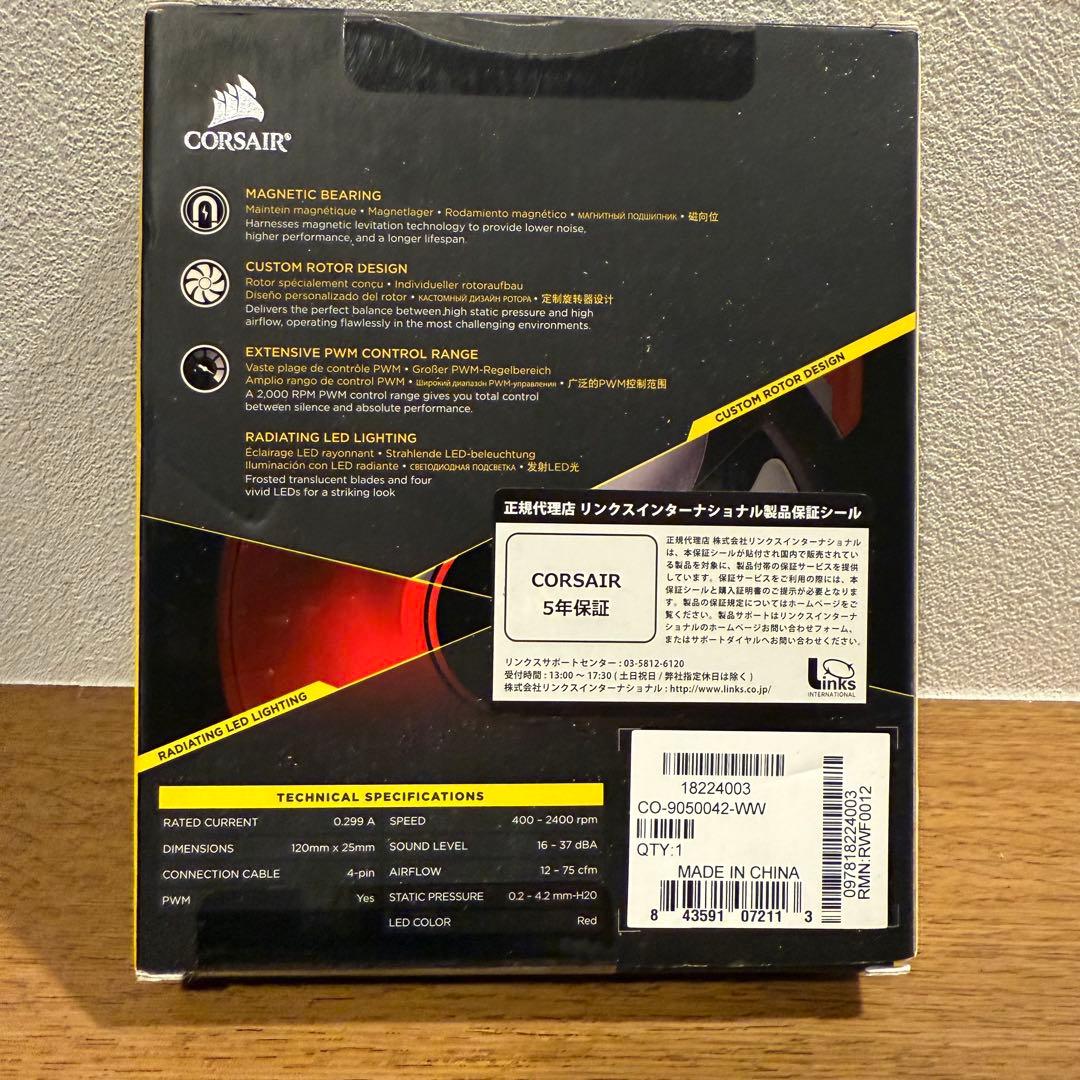 CORSAIR®
MAGNETIC BEARING
Maintein magnétique • Magnetlager • Rodamiento magnético • МАГНИТНЫЙ ПОДШИПНИК • 磁向位
Harnesses magnetic levitation technology to provide lower noise,
higher performance, and a longer lifespan.
CUSTOM ROTOR DESIGN
Rotor spécialement conçu • Individueller rotoraufbau
Diseño personalizado del rotor • КАСТОМНЫЙ ДИЗАЙН РОТОРА • 定制旋转器设计
Delivers the perfect balance between high static pressure and high
airflow, operating flawlessly in the most challenging environments.
EXTENSIVE PWM CONTROL RANGE
Vaste plage de contrôle PWM • Großer PWM-Regelbereich
Amplio rango de control PWM • Широкий диапазон PWM-управления • 广泛的PWM控制范围
A 2,000 RPM PWM control range gives you total control
between silence and absolute performance.
RADIATING LED LIGHTING
Éclairage LED rayonnant • Strahlende LED-beleuchtung
Iluminación con LED radiante • СВЕТОДИОДНАЯ ПОДСВЕТКА • 发射LED光
Frosted translucent blades and four
vivid LEDs for a striking look
CUSTOM ROTOR DESIGN
正規代理店 リンクスインターナショナル製品保証シール
CORSAIR
5年保証
正規代理店 株式会社リンクスインターナショナル
は、本保証シールが貼付され国内で販売されてい
る製品を対象に、製品付帯の保証サービスを提供
しています。保証サービスをご利用の際には、本
保証シールと購入証明書のご提示が必要となりま
す。製品の保証規定についてはホームページをご
覧ください。製品サポートはリンクスインターナ
ショナルのホームページお問い合わせフォーム、
またはサポートダイヤルへお問い合わせください。
リンクスサポートセンター : 03-5812-6120
受付時間 : 13:00 ～ 17:30 ( 土日祝日 / 弊社指定休日は除く )
株式会社リンクスインターナショナル : http://www.links.co.jp/
Links
INTERNATIONAL
RADIATING LED LIGHTING
TECHNICAL SPECIFICATIONS
RATED CURRENT 0.299 A
DIMENSIONS 120mm x 25mm
CONNECTION CABLE 4-pin
PWM Yes
SPEED 400 – 2400 rpm
SOUND LEVEL 16 – 37 dBA
AIRFLOW 12 – 75 cfm
STATIC PRESSURE 0.2 – 4.2 mm-H20
LED COLOR Red
18224003
CO-9050042-WW
QTY:1
MADE IN CHINA
8 43591 07211 3
0978182 24003
RMN:RWF0012